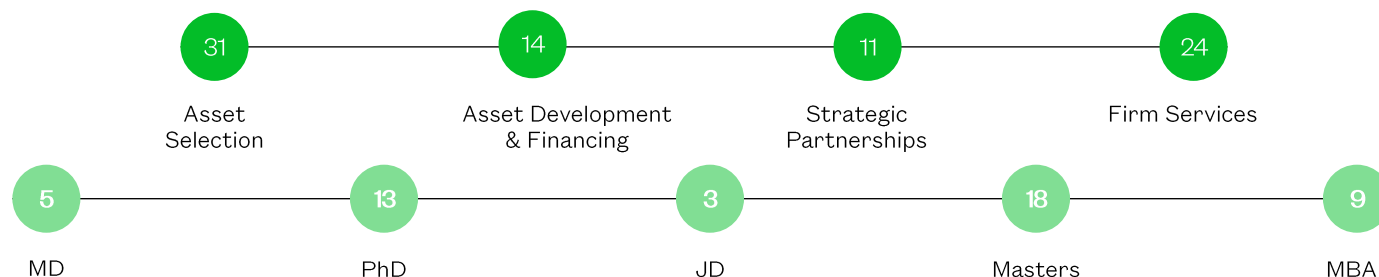 31
14
11
24
Asset
Selection
Asset Development
& Financing
Strategic
Partnerships
Firm Services
5
13
3
18
9
MD
PhD
JD
Masters
MBA